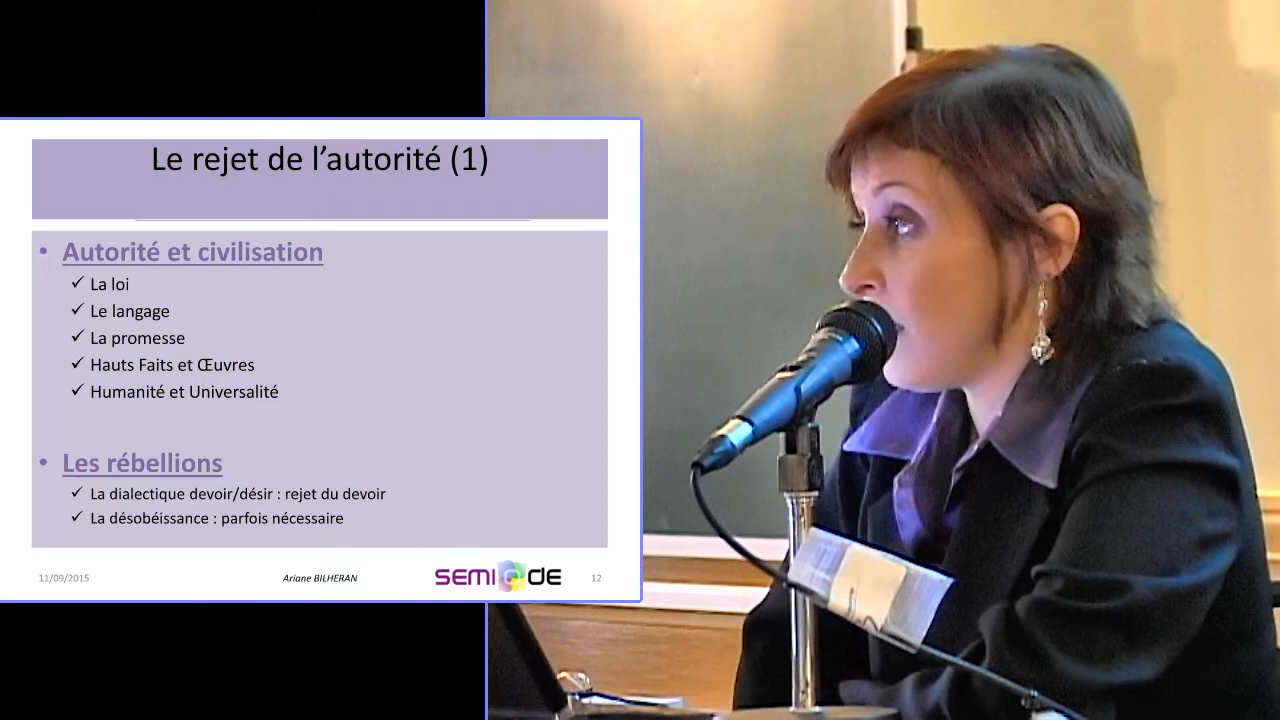 Le rejet de l’autorité (1)
• Autorité et civilisation
✓ La loi
✓ Le langage
✓ La promesse
✓ Hauts Faits et Œuvres
✓ Humanité et Universalité
• Les rébellions
✓ La dialectique devoir/désir : rejet du devoir
✓ La désobéissance : parfois nécessaire
11/09/2015
Ariane BILHERAN
SEMI@DE
12